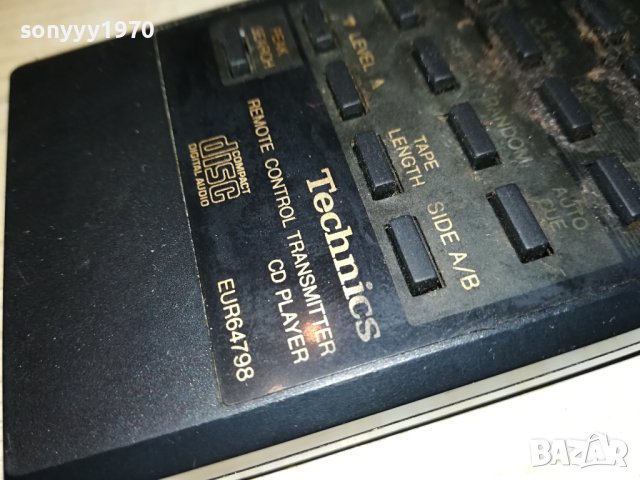 sonyyy1970
PEAK
SEARCH
▼ LEVEL ▲
TAPE
LENGTH
SIDE A/B
RANDOM
CLEAR
AUTO
CUE
Technics
REMOTE CONTROL TRANSMITTER
CD PLAYER
EUR64798
COMPACT
disc
DIGITAL AUDIO
BAZAR